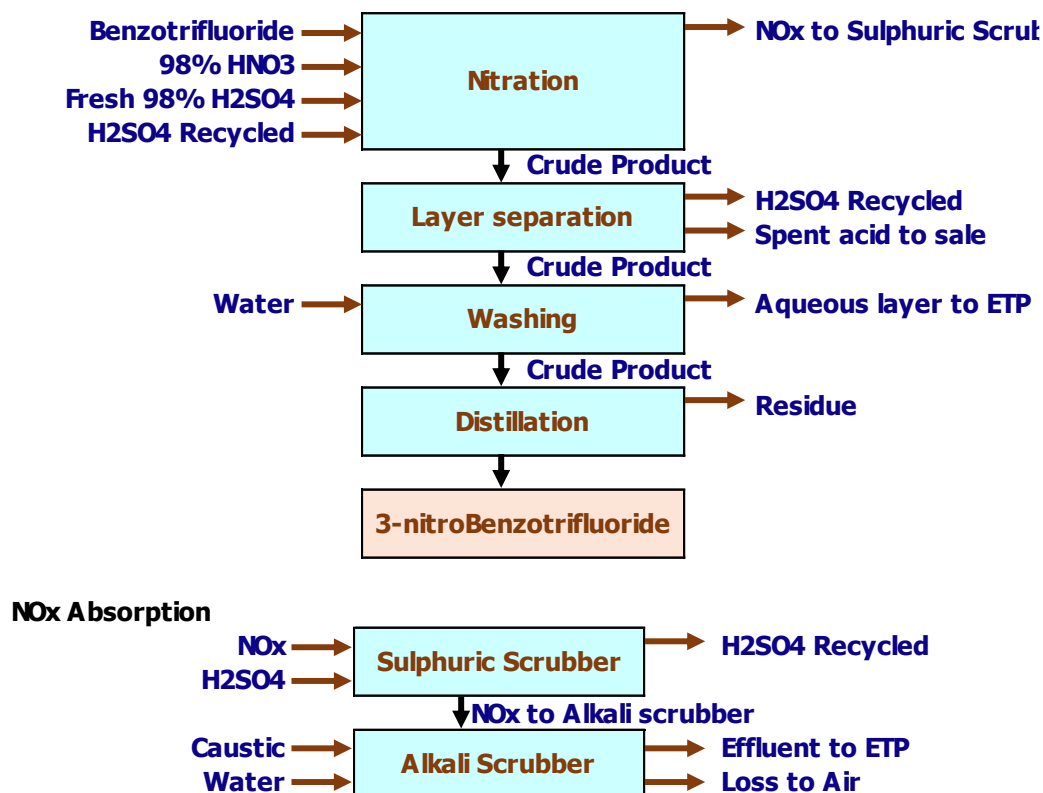 Benzotrifluoride
98% HNO3
Fresh 98% H2SO4
H2SO4 Recycled
Nitration
NOx to Sulphuric Scrub
Crude Product
Layer separation
H2SO4 Recycled
Spent acid to sale
Crude Product
Water
Washing
Aqueous layer to ETP
Crude Product
Distillation
Residue
3-nitroBenzotrifluoride
NOx Absorption
NOx
H2SO4
Sulphuric Scrubber
H2SO4 Recycled
NOx to Alkali scrubber
Caustic
Water
Alkali Scrubber
Effluent to ETP
Loss to Air